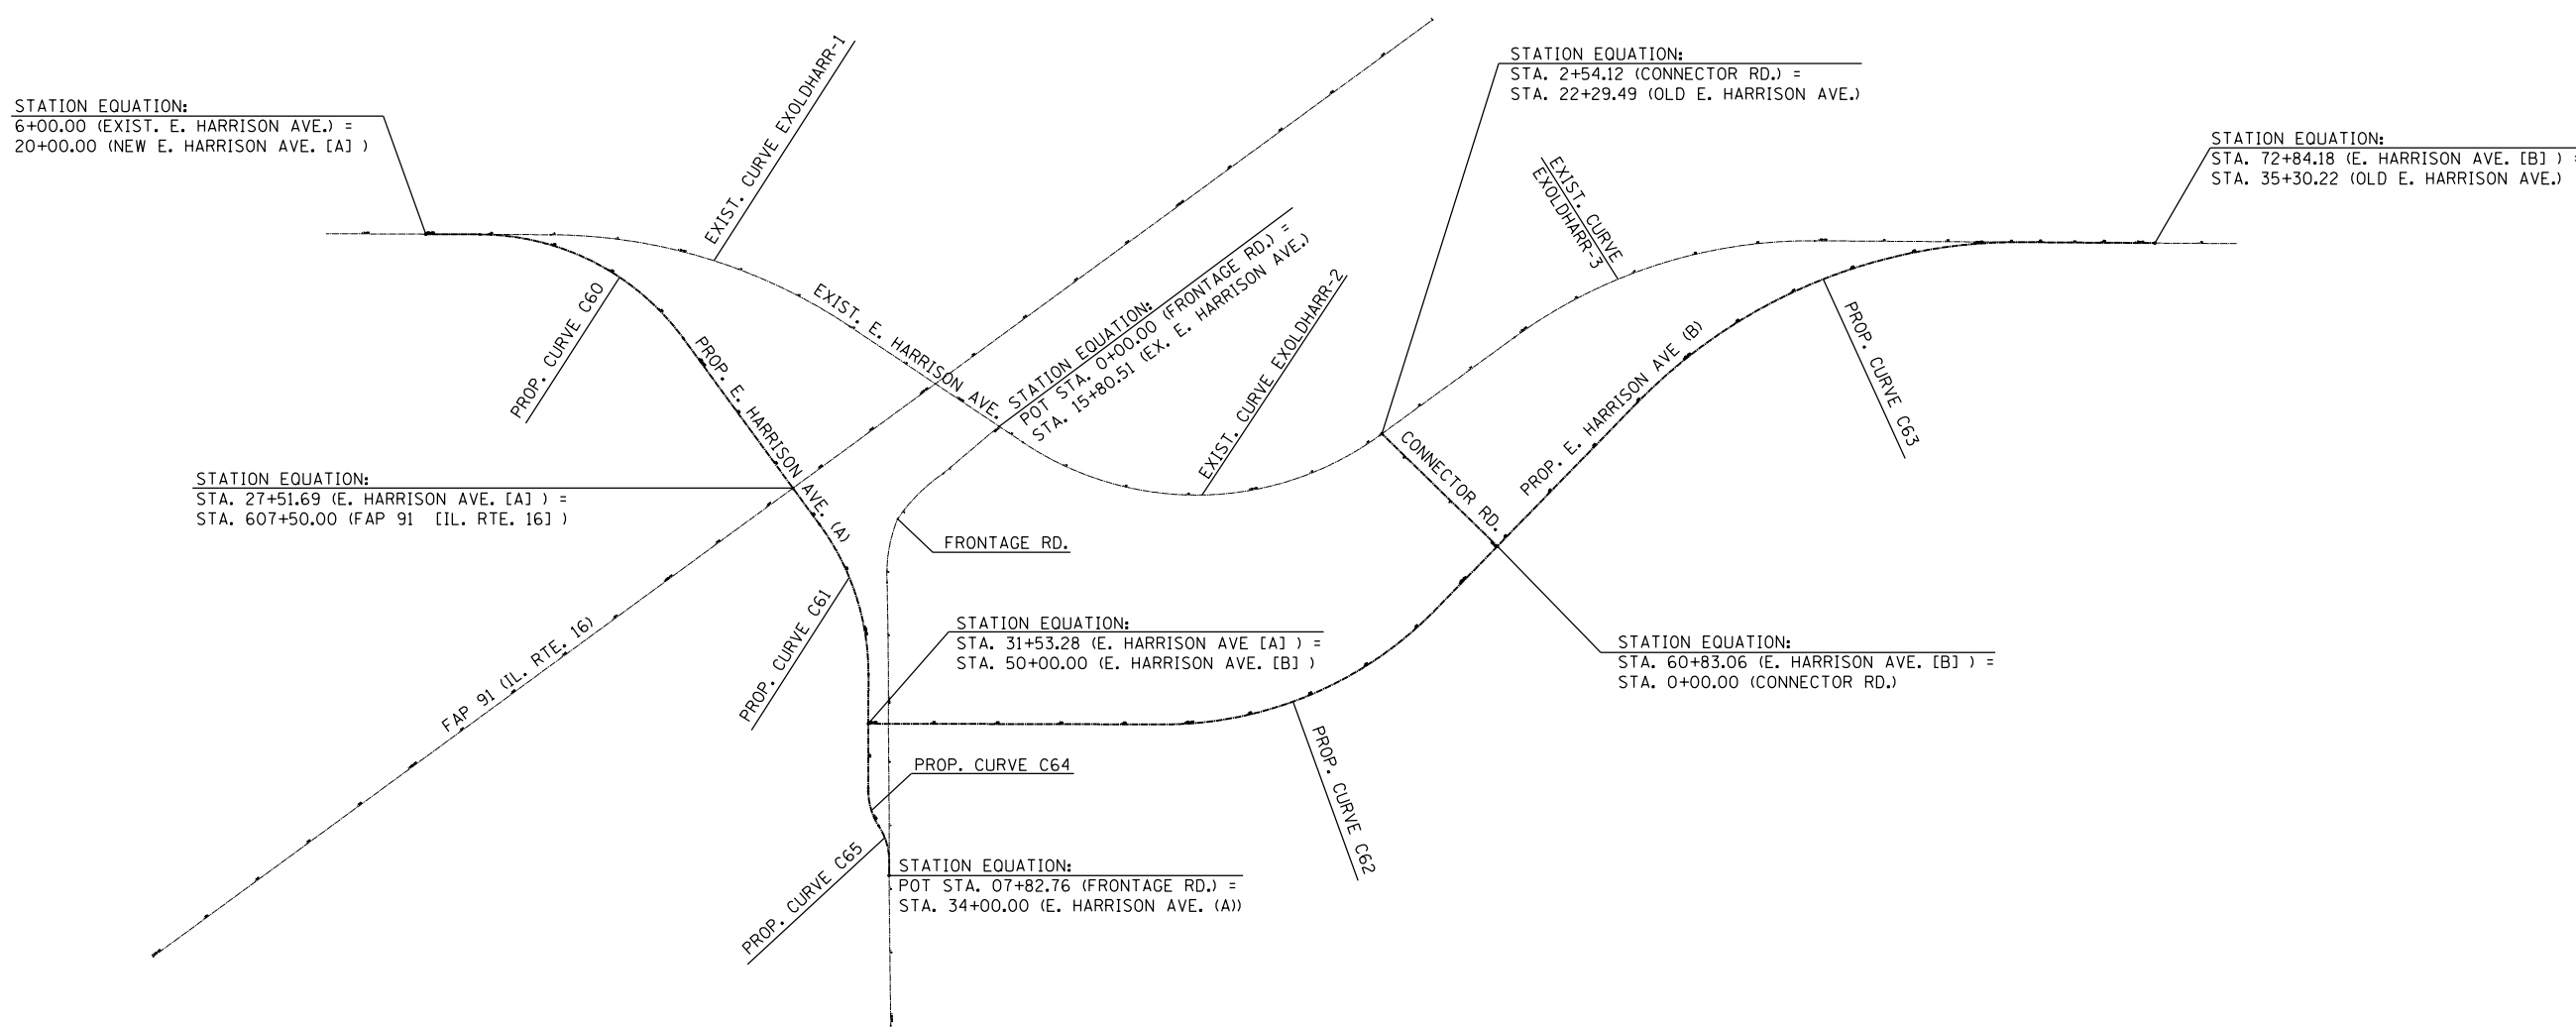 STATION EQUATION:
6+00.00 (EXIST. E. HARRISON AVE.) =
20+00.00 (NEW E. HARRISON AVE. [A] )
EXIST. CURVE EXOLDHARR-1
STATION EQUATION:
STA. 2+54.12 (CONNECTOR RD.) =
STA. 22+29.49 (OLD E. HARRISON AVE.)
STATION EQUATION:
STA. 72+84.18 (E. HARRISON AVE. [B] ) =
STA. 35+30.22 (OLD E. HARRISON AVE.)
EXIST. CURVE
EXOLDHARR-3
STATION EQUATION:
POT STA. 0+00.00 (FRONTAGE RD.) =
STA. 15+80.51 (EX. E. HARRISON AVE.)
EXIST. E. HARRISON AVE.
EXIST. CURVE EXOLDHARR-2
PROP. CURVE C60
PROP. E. HARRISON AVE. (A)
PROP. E. HARRISON AVE (B)
PROP. CURVE C63
CONNECTOR RD.
STATION EQUATION:
STA. 27+51.69 (E. HARRISON AVE. [A] ) =
STA. 607+50.00 (FAP 91 [IL. RTE. 16] )
FRONTAGE RD.
FAP 91 (IL. RTE. 16)
PROP. CURVE C61
STATION EQUATION:
STA. 31+53.28 (E. HARRISON AVE [A] ) =
STA. 50+00.00 (E. HARRISON AVE. [B] )
STATION EQUATION:
STA. 60+83.06 (E. HARRISON AVE. [B] ) =
STA. 0+00.00 (CONNECTOR RD.)
PROP. CURVE C64
PROP. CURVE C62
PROP. CURVE C65
STATION EQUATION:
POT STA. 07+82.76 (FRONTAGE RD.) =
STA. 34+00.00 (E. HARRISON AVE. (A))